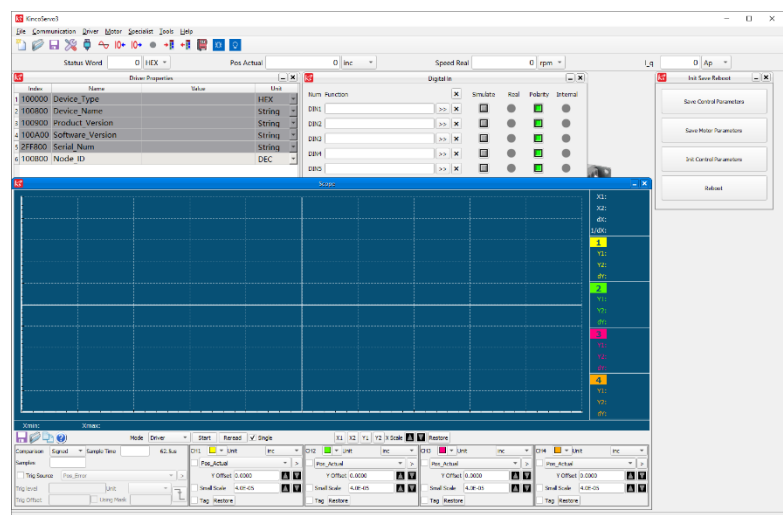 KincoServo3
File Communication Driver Motor Specialist Tools Help
Status Word 0 HEX Pos Actual 0 inc Speed Real 0 rpm I_q 0 Ap
Driver Properties
Index Name Value Unit
1 100000 Device_Type HEX
2 100800 Device_Name String
3 100900 Product_Version String
4 100A00 Software_Version String
5 2FF800 Serial_Num String
6 100B00 Node_ID DEC
Digital In
Num Function Simulate Real Polarity Internal
DIN1 >>
DIN2 >>
DIN3 >>
DIN4 >>
DIN5 >>
Init Save Reboot
Save Control Parameters
Save Motor Parameters
Init Control Parameters
Reboot
Scope
X1:
X2:
dX:
1/dX:
1
Y1:
Y2:
dY:
2
Y1:
Y2:
dY:
3
Y1:
Y2:
dY:
4
Y1:
Y2:
dY:
Xmin: Xmax:
Mode Driver Start Reread Single X1 X2 Y1 Y2 X Scale Restore
Comparison Signed Sample Time 62.5us
Samples
Trig Source Pos_Error >
Trig level Unit
Trig Offset Using Mask
CH1 Unit inc
Pos_Actual >
Y Offset 0.0000
Small Scale 4.0E-05
Tag Restore
CH2 Unit inc
Pos_Actual >
Y Offset 0.0000
Small Scale 4.0E-05
Tag Restore
CH3 Unit inc
Pos_Actual >
Y Offset 0.0000
Small Scale 4.0E-05
Tag Restore
CH4 Unit inc
Pos_Actual >
Y Offset 0.0000
Small Scale 4.0E-05
Tag Restore